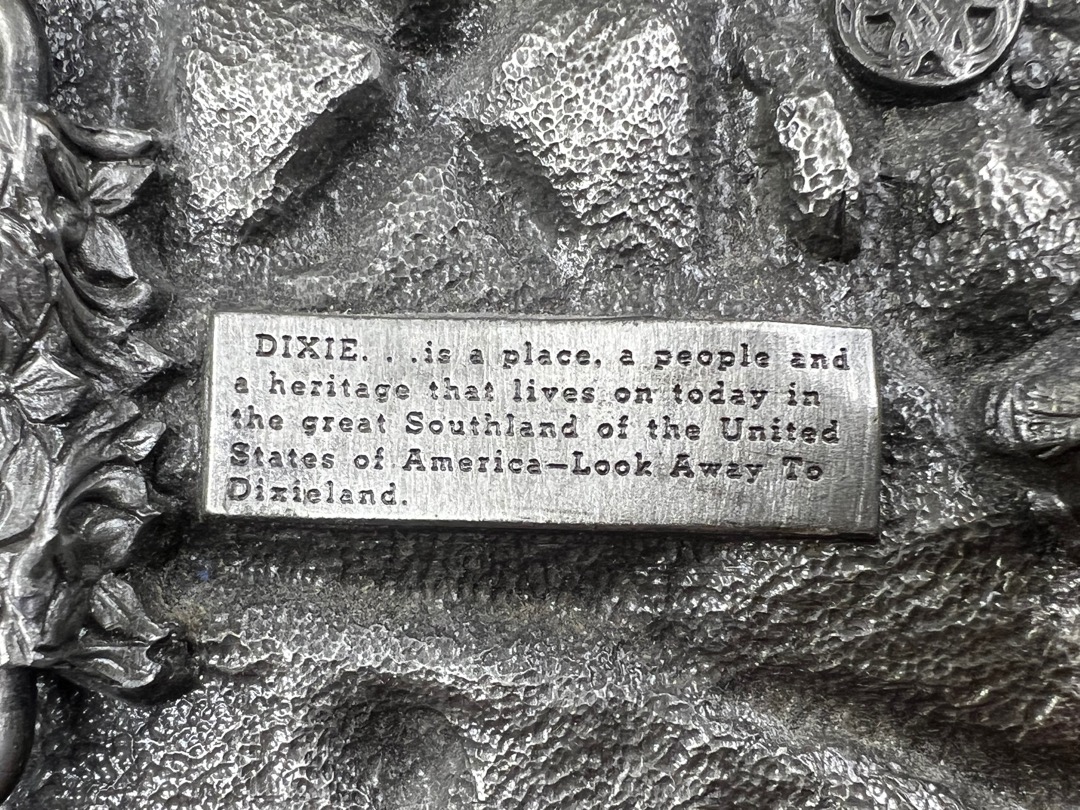 DIXIE. . .is a place, a people and
a heritage that lives on today in
the great Southland of the United
States of America—Look Away To
Dixieland.